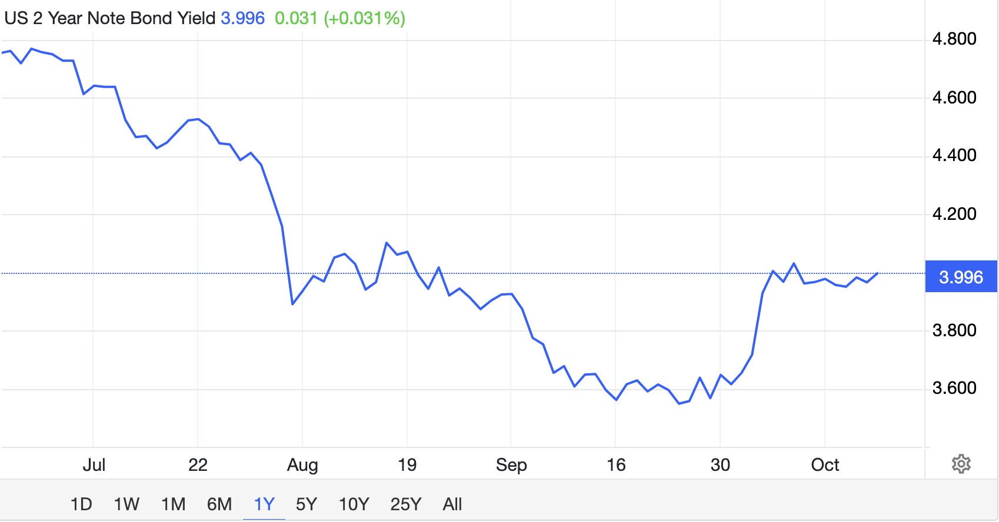 US 2 Year Note Bond Yield 3.996 0.031 (+0.031%)
4.800
4.600
4.400
4.200
3.996
3.800
3.600
Jul 22 Aug 19 Sep 16 30 Oct
1D 1W 1M 6M 1Y 5Y 10Y 25Y All